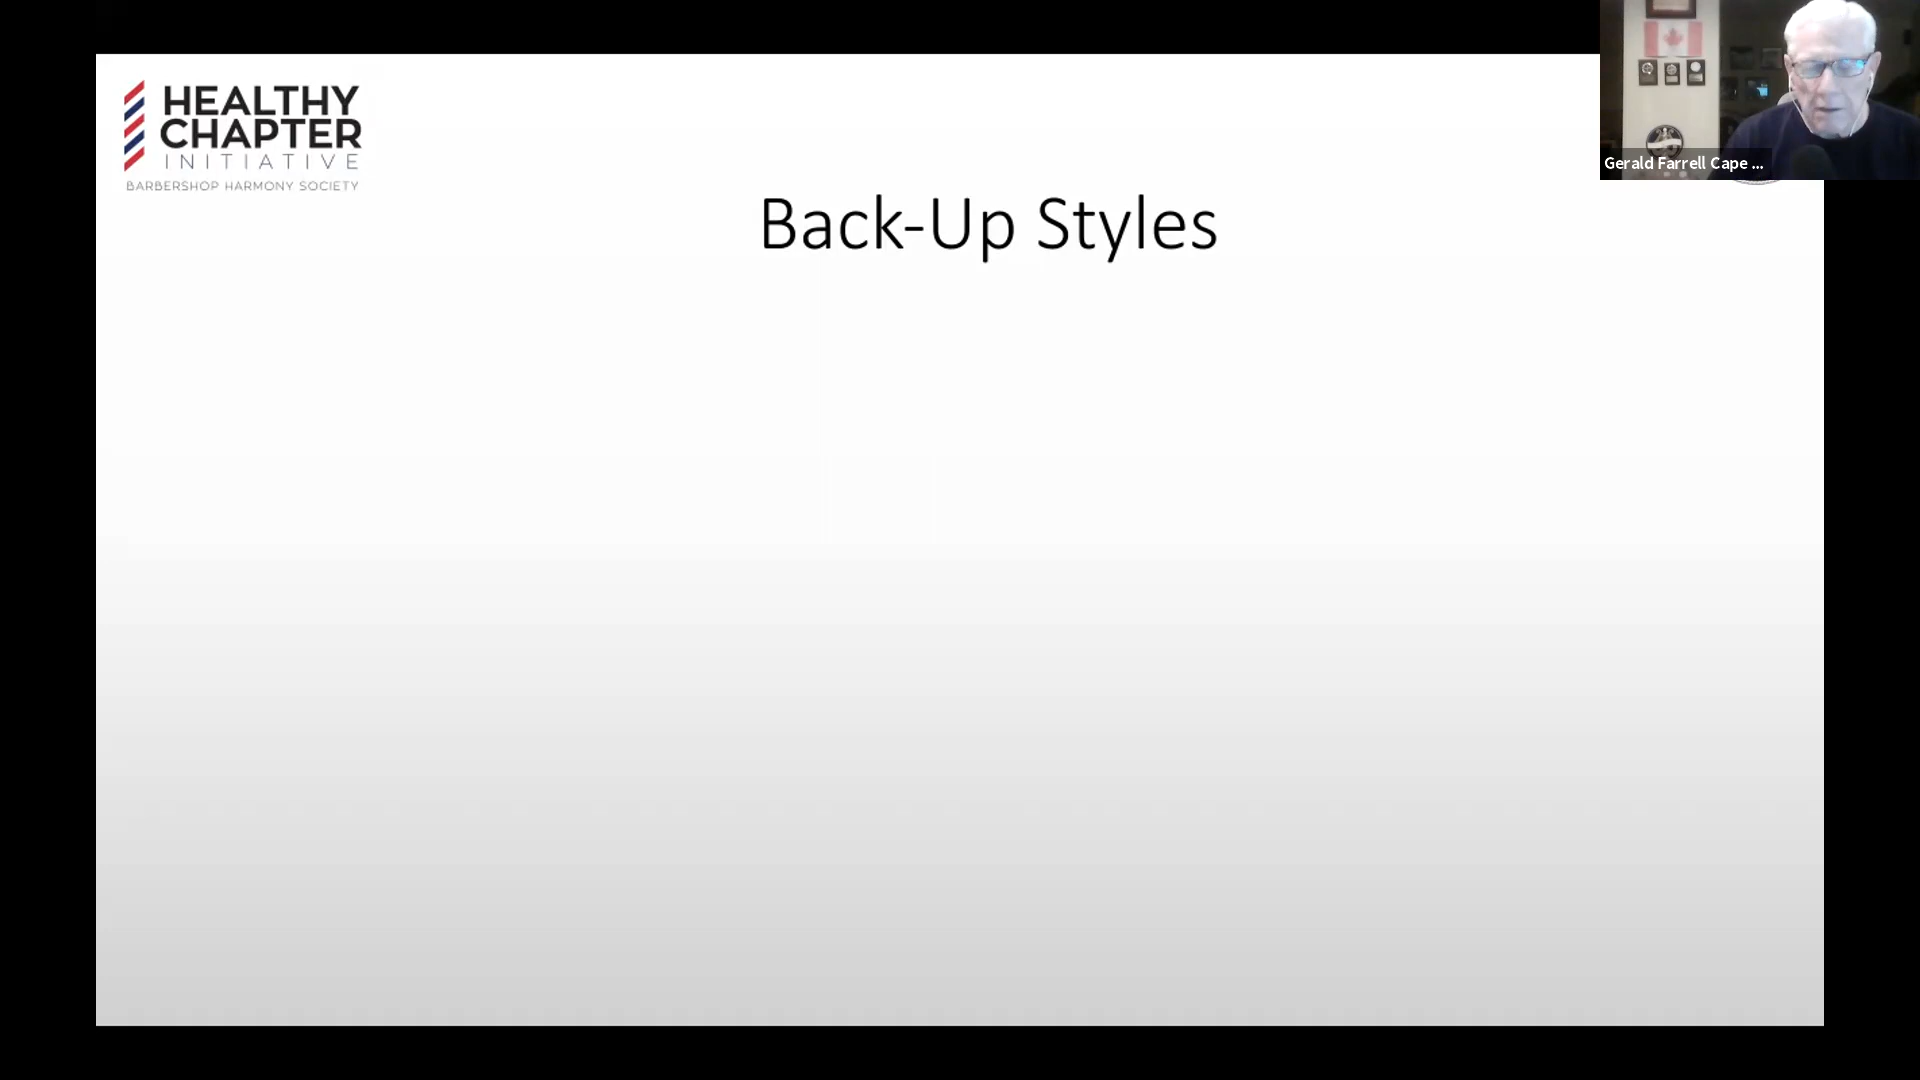 HEALTHY
CHAPTER
INITIATIVE
BARBERSHOP HARMONY SOCIETY
Gerald Farrell Cape ...
Back-Up Styles